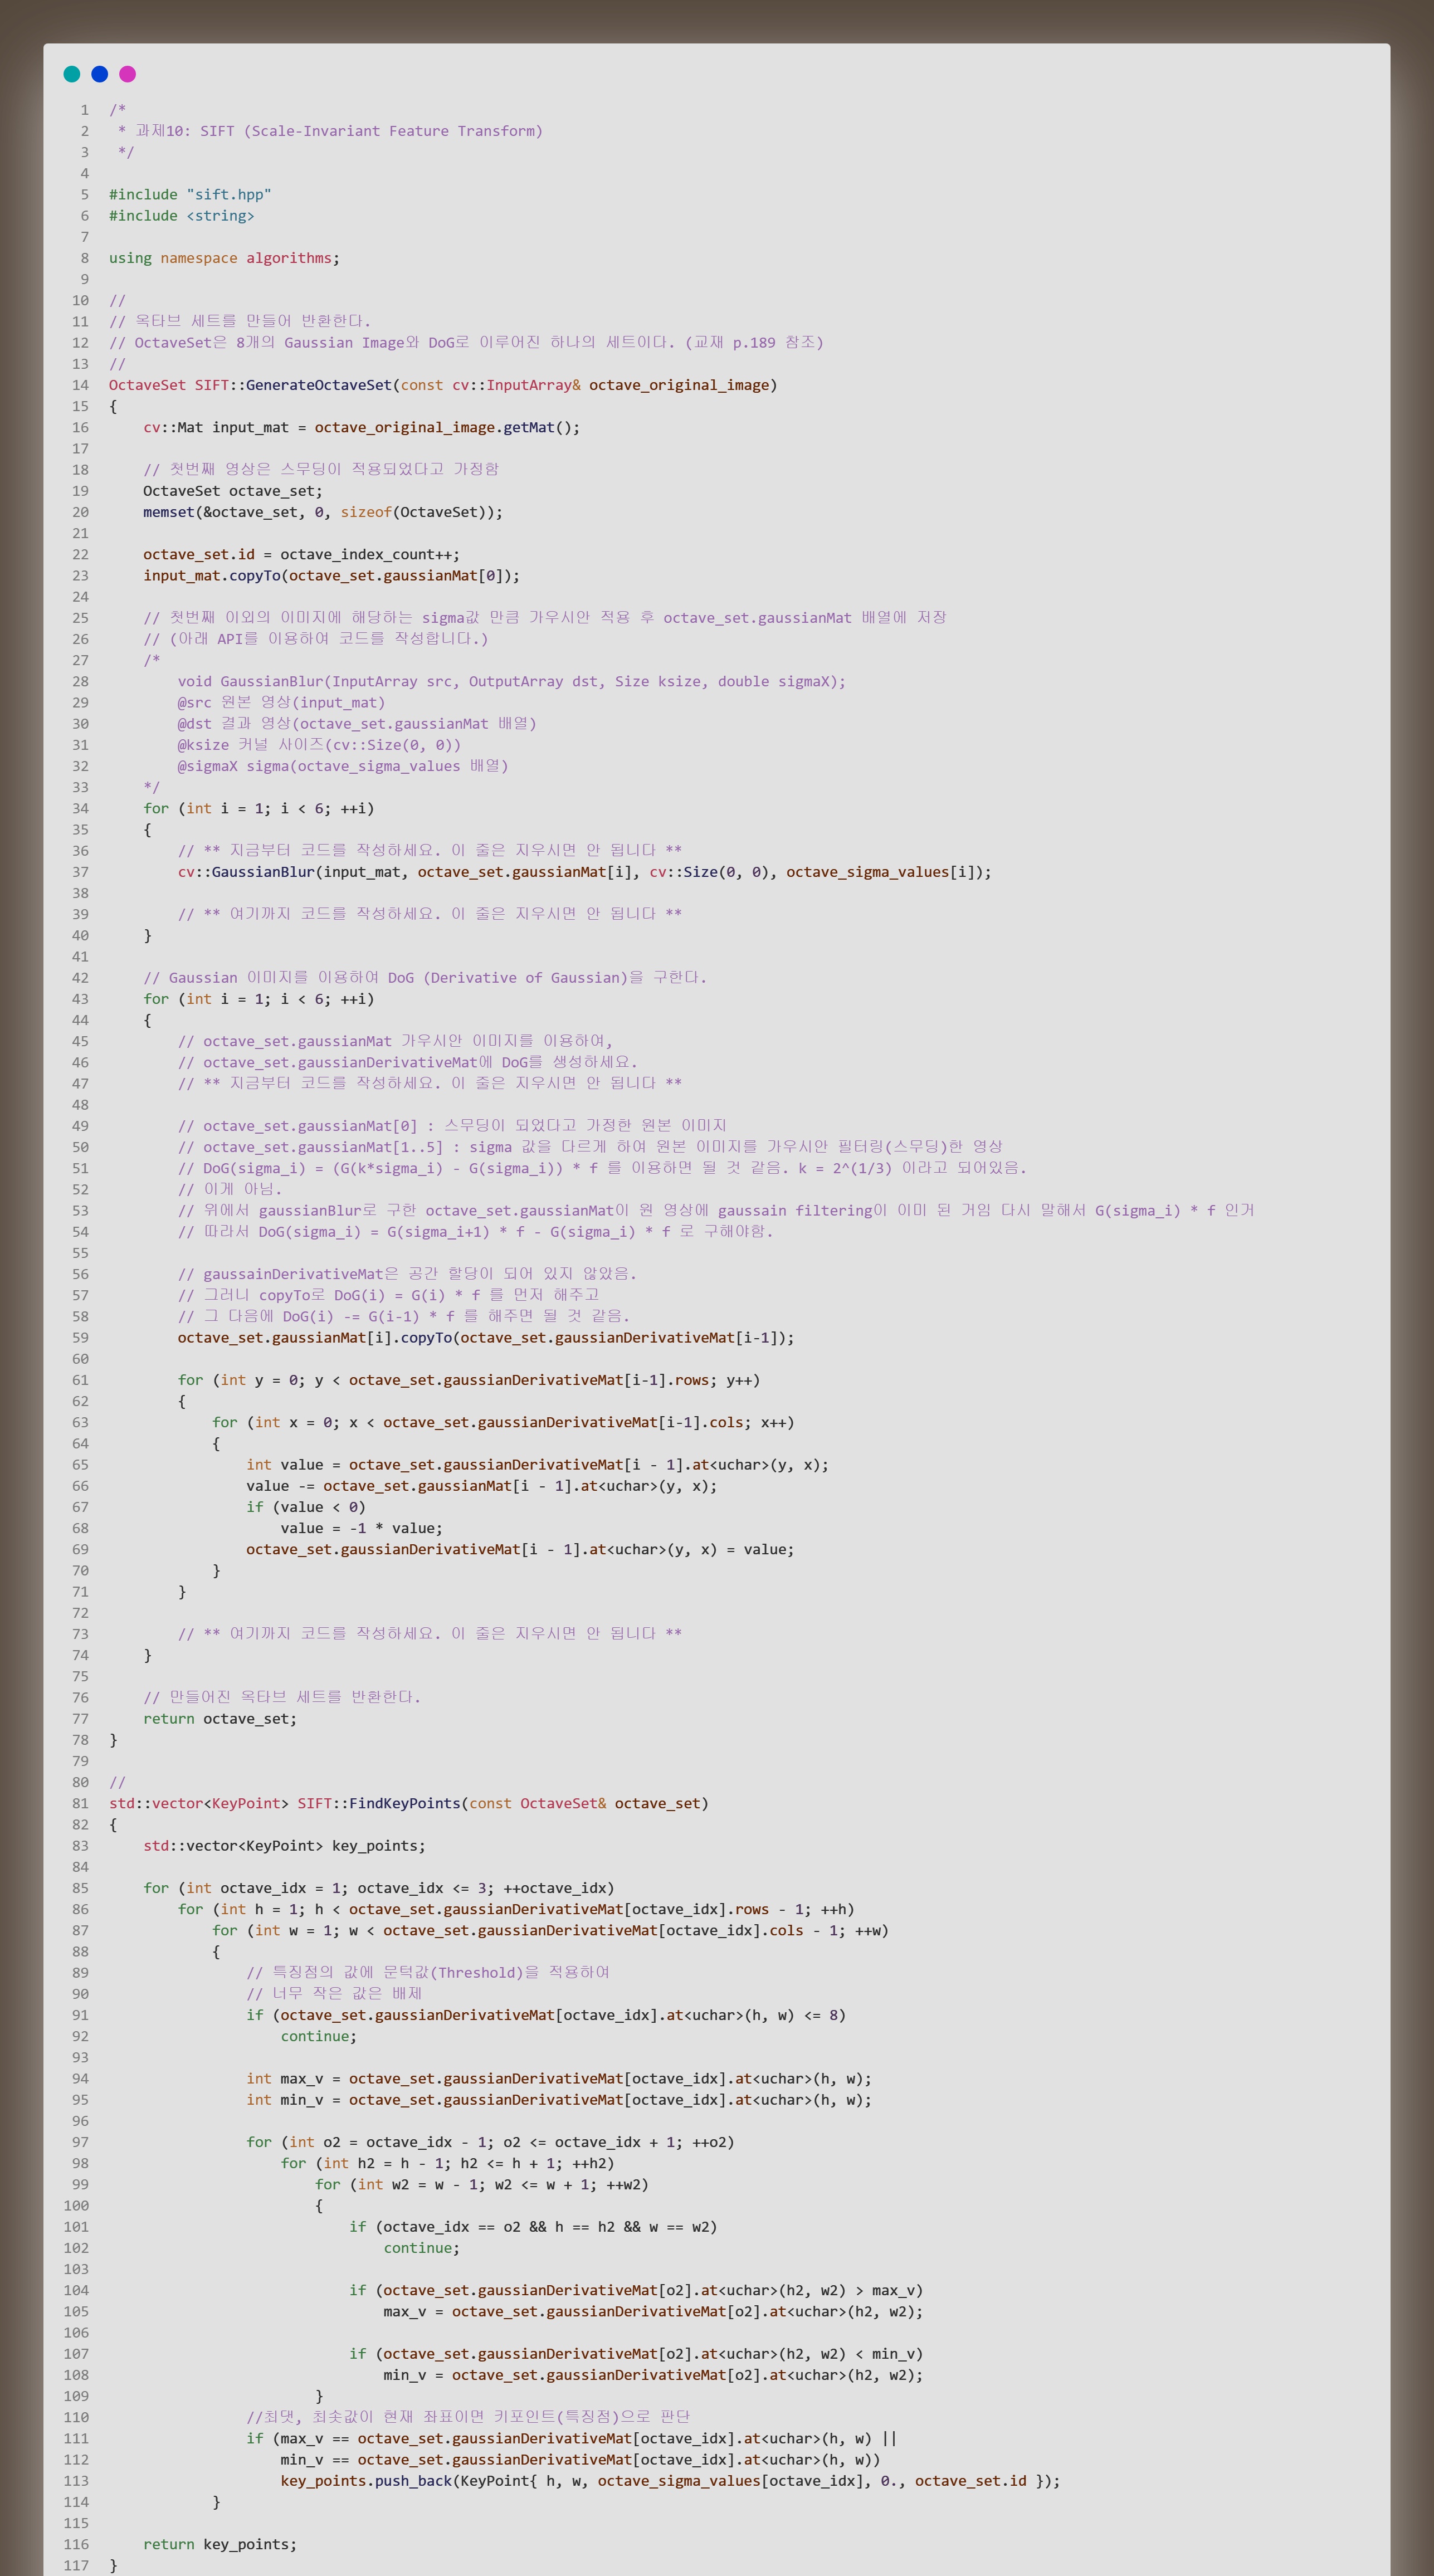 1 /*
2  * 과제10: SIFT (Scale-Invariant Feature Transform)
3  */
4
5 #include "sift.hpp"
6 #include <string>
7
8 using namespace algorithms;
9
10 //
11 // 옥타브 세트를 만들어 반환한다.
12 // OctaveSet은 8개의 Gaussian Image와 DoG로 이루어진 하나의 세트이다. (교재 p.189 참조)
13 //
14 OctaveSet SIFT::GenerateOctaveSet(const cv::InputArray& octave_original_image)
15 {
16     cv::Mat input_mat = octave_original_image.getMat();
17
18     // 첫번째 영상은 스무딩이 적용되었다고 가정함
19     OctaveSet octave_set;
20     memset(&octave_set, 0, sizeof(OctaveSet));
21
22     octave_set.id = octave_index_count++;
23     input_mat.copyTo(octave_set.gaussianMat[0]);
24
25     // 첫번째 이외의 이미지에 해당하는 sigma값 만큼 가우시안 적용 후 octave_set.gaussianMat 배열에 저장
26     // (아래 API를 이용하여 코드를 작성합니다.)
27     /*
28         void GaussianBlur(InputArray src, OutputArray dst, Size ksize, double sigmaX);
29         @src 원본 영상(input_mat)
30         @dst 결과 영상(octave_set.gaussianMat 배열)
31         @ksize 커널 사이즈(cv::Size(0, 0))
32         @sigmaX sigma(octave_sigma_values 배열)
33     */
34     for (int i = 1; i < 6; ++i)
35     {
36         // ** 지금부터 코드를 작성하세요. 이 줄은 지우시면 안 됩니다 **
37         cv::GaussianBlur(input_mat, octave_set.gaussianMat[i], cv::Size(0, 0), octave_sigma_values[i]);
38
39         // ** 여기까지 코드를 작성하세요. 이 줄은 지우시면 안 됩니다 **
40     }
41
42     // Gaussian 이미지를 이용하여 DoG (Derivative of Gaussian)을 구한다.
43     for (int i = 1; i < 6; ++i)
44     {
45         // octave_set.gaussianMat 가우시안 이미지를 이용하여,
46         // octave_set.gaussianDerivativeMat에 DoG를 생성하세요.
47         // ** 지금부터 코드를 작성하세요. 이 줄은 지우시면 안 됩니다 **
48
49         // octave_set.gaussianMat[0] : 스무딩이 되었다고 가정한 원본 이미지
50         // octave_set.gaussianMat[1..5] : sigma 값을 다르게 하여 원본 이미지를 가우시안 필터링(스무딩)한 영상
51         // DoG(sigma_i) = (G(k*sigma_i) - G(sigma_i)) * f 를 이용하면 될 것 같음. k = 2^(1/3) 이라고 되어있음.
52         // 이게 아님.
53         // 위에서 gaussianBlur로 구한 octave_set.gaussianMat이 원 영상에 gaussain filtering이 이미 된 거임 다시 말해서 G(sigma_i) * f 인거
54         // 따라서 DoG(sigma_i) = G(sigma_i+1) * f - G(sigma_i) * f 로 구해야함.
55
56         // gaussainDerivativeMat은 공간 할당이 되어 있지 않았음.
57         // 그러니 copyTo로 DoG(i) = G(i) * f 를 먼저 해주고
58         // 그 다음에 DoG(i) -= G(i-1) * f 를 해주면 될 것 같음.
59         octave_set.gaussianMat[i].copyTo(octave_set.gaussianDerivativeMat[i-1]);
60
61         for (int y = 0; y < octave_set.gaussianDerivativeMat[i-1].rows; y++)
62         {
63             for (int x = 0; x < octave_set.gaussianDerivativeMat[i-1].cols; x++)
64             {
65                 int value = octave_set.gaussianDerivativeMat[i - 1].at<uchar>(y, x);
66                 value -= octave_set.gaussianMat[i - 1].at<uchar>(y, x);
67                 if (value < 0)
68                     value = -1 * value;
69                 octave_set.gaussianDerivativeMat[i - 1].at<uchar>(y, x) = value;
70             }
71         }
72
73         // ** 여기까지 코드를 작성하세요. 이 줄은 지우시면 안 됩니다 **
74     }
75
76     // 만들어진 옥타브 세트를 반환한다.
77     return octave_set;
78 }
79
80 //
81 std::vector<KeyPoint> SIFT::FindKeyPoints(const OctaveSet& octave_set)
82 {
83     std::vector<KeyPoint> key_points;
84
85     for (int octave_idx = 1; octave_idx <= 3; ++octave_idx)
86         for (int h = 1; h < octave_set.gaussianDerivativeMat[octave_idx].rows - 1; ++h)
87             for (int w = 1; w < octave_set.gaussianDerivativeMat[octave_idx].cols - 1; ++w)
88             {
89                 // 특징점의 값에 문턱값(Threshold)을 적용하여
90                 // 너무 작은 값은 배제
91                 if (octave_set.gaussianDerivativeMat[octave_idx].at<uchar>(h, w) <= 8)
92                     continue;
93
94                 int max_v = octave_set.gaussianDerivativeMat[octave_idx].at<uchar>(h, w);
95                 int min_v = octave_set.gaussianDerivativeMat[octave_idx].at<uchar>(h, w);
96
97                 for (int o2 = octave_idx - 1; o2 <= octave_idx + 1; ++o2)
98                     for (int h2 = h - 1; h2 <= h + 1; ++h2)
99                         for (int w2 = w - 1; w2 <= w + 1; ++w2)
100                         {
101                             if (octave_idx == o2 && h == h2 && w == w2)
102                                 continue;
103
104                             if (octave_set.gaussianDerivativeMat[o2].at<uchar>(h2, w2) > max_v)
105                                 max_v = octave_set.gaussianDerivativeMat[o2].at<uchar>(h2, w2);
106
107                             if (octave_set.gaussianDerivativeMat[o2].at<uchar>(h2, w2) < min_v)
108                                 min_v = octave_set.gaussianDerivativeMat[o2].at<uchar>(h2, w2);
109                         }
110                 //최댓, 최솟값이 현재 좌표이면 키포인트(특징점)으로 판단
111                 if (max_v == octave_set.gaussianDerivativeMat[octave_idx].at<uchar>(h, w) ||
112                     min_v == octave_set.gaussianDerivativeMat[octave_idx].at<uchar>(h, w))
113                     key_points.push_back(KeyPoint{ h, w, octave_sigma_values[octave_idx], 0., octave_set.id });
114             }
115
116     return key_points;
117 }